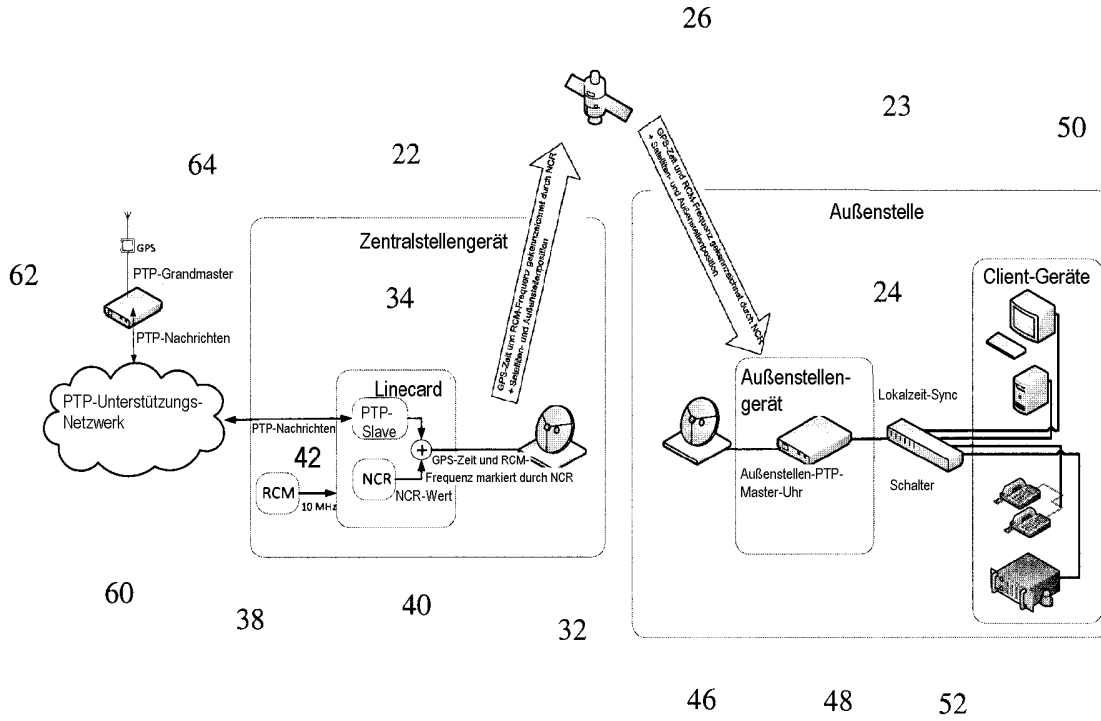 26
23
50
22
64
GPS-Zeit und RCM-Frequenz gekennzeichnet durch NCR
+ Satelliten- und Außenstellenposition
GPS-Zeit und RCM-Frequenz gekennzeichnet durch NCR
+ Satelliten- und Außenstellenposition
Außenstelle
Zentralstellengerät
GPS
62
PTP-Grandmaster
34
24
Client-Geräte
PTP-Nachrichten
PTP-Unterstützungs-
Netzwerk
Linecard
PTP-
Slave
PTP-Nachrichten
42
RCM
10 MHz
NCR
NCR-Wert
GPS-Zeit und RCM-
Frequenz markiert durch NCR
Außenstellen-
gerät
Lokalzeit-Sync
Außenstellen-PTP-
Master-Uhr
Schalter
60
38
40
32
46
48
52